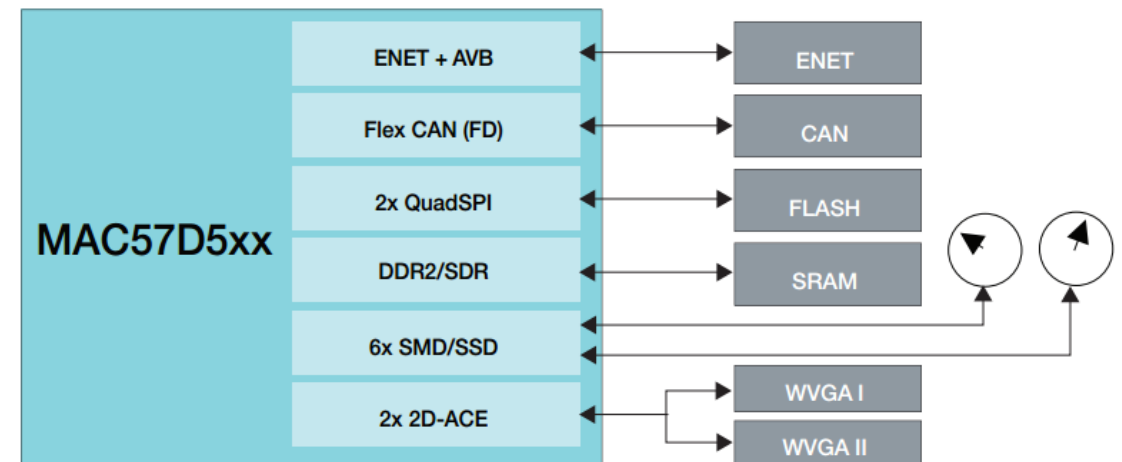 MAC57D5xx
ENET + AVB
Flex CAN (FD)
2x QuadSPI
DDR2/SDR
6x SMD/SSD
2x 2D-ACE
ENET
CAN
FLASH
SRAM
WVGA I
WVGA II